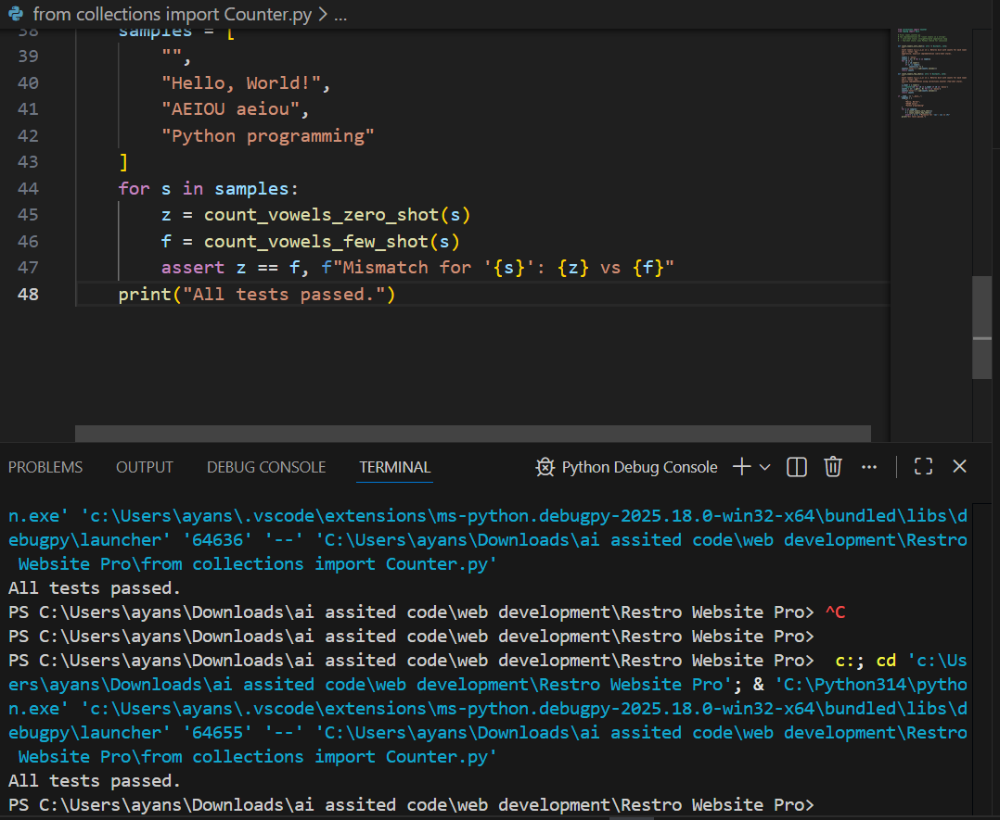 from collections import Counter.py > ...
38 samples = [
39 "",
40 "Hello, World!",
41 "AEIOU aeiou",
42 "Python programming"
43 ]
44 for s in samples:
45 z = count_vowels_zero_shot(s)
46 f = count_vowels_few_shot(s)
47 assert z == f, f"Mismatch for '{s}': {z} vs {f}"
48 print("All tests passed.")
PROBLEMS OUTPUT DEBUG CONSOLE TERMINAL Python Debug Console
n.exe' 'c:\Users\ayans\.vscode\extensions\ms-python.debugpy-2025.18.0-win32-x64\bundled\libs\d
ebugpy\launcher' '64636' '--' 'C:\Users\ayans\Downloads\ai assited code\web development\Restro
Website Pro\from collections import Counter.py'
All tests passed.
PS C:\Users\ayans\Downloads\ai assited code\web development\Restro Website Pro> ^C
PS C:\Users\ayans\Downloads\ai assited code\web development\Restro Website Pro>
PS C:\Users\ayans\Downloads\ai assited code\web development\Restro Website Pro>  c:; cd 'c:\Us
ers\ayans\Downloads\ai assited code\web development\Restro Website Pro'; & 'C:\Python314\pytho
n.exe' 'c:\Users\ayans\.vscode\extensions\ms-python.debugpy-2025.18.0-win32-x64\bundled\libs\d
ebugpy\launcher' '64655' '--' 'C:\Users\ayans\Downloads\ai assited code\web development\Restro
Website Pro\from collections import Counter.py'
All tests passed.
PS C:\Users\ayans\Downloads\ai assited code\web development\Restro Website Pro>